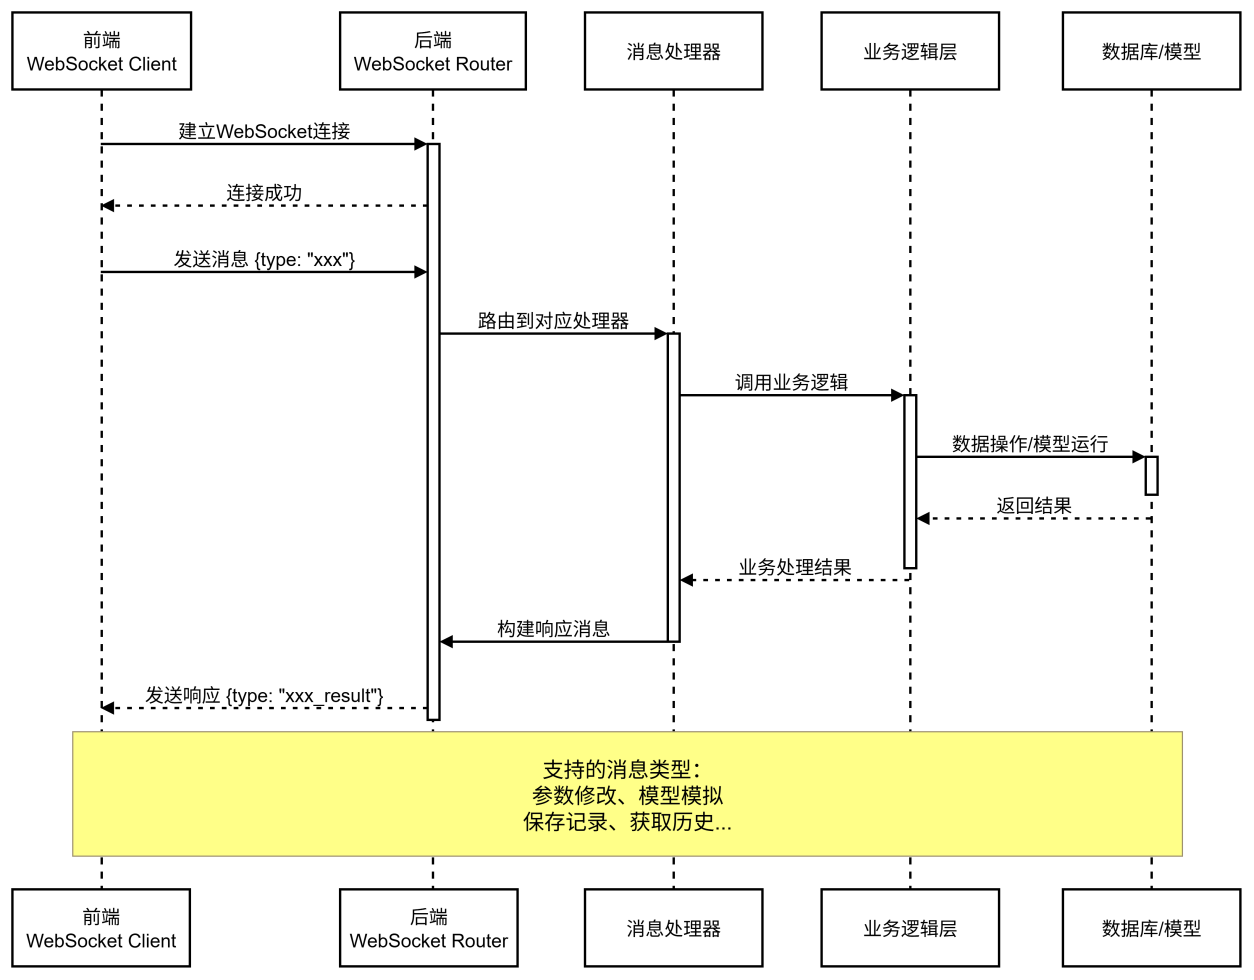 前端
WebSocket Client
后端
WebSocket Router
消息处理器
业务逻辑层
数据库/模型
建立WebSocket连接
连接成功
发送消息 {type: "xxx"}
路由到对应处理器
调用业务逻辑
数据操作/模型运行
返回结果
业务处理结果
构建响应消息
发送响应 {type: "xxx_result"}
支持的消息类型：
参数修改、模型模拟
保存记录、获取历史...
前端
WebSocket Client
后端
WebSocket Router
消息处理器
业务逻辑层
数据库/模型